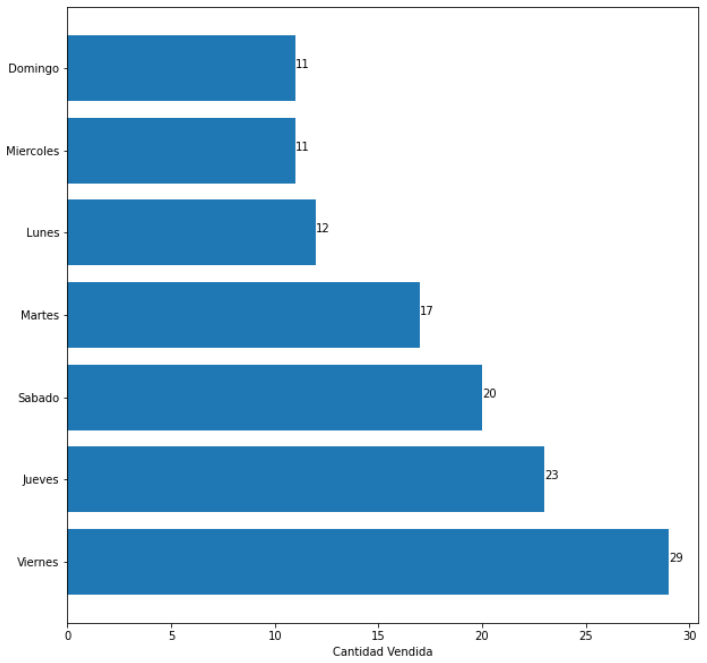 Domingo 11
Miercoles 11
Lunes 12
Martes 17
Sabado 20
Jueves 23
Viernes 29
0 5 10 15 20 25 30
Cantidad Vendida